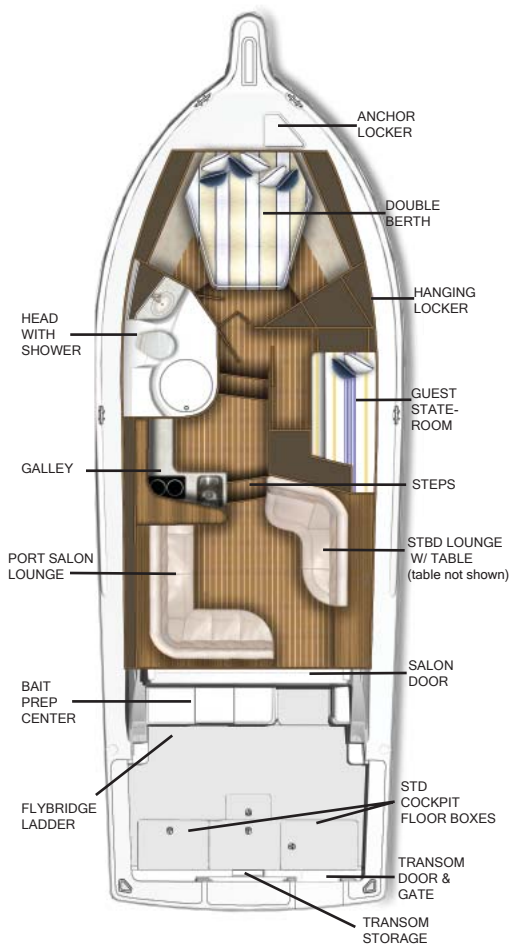 ANCHOR
LOCKER
DOUBLE
BERTH
HANGING
LOCKER
HEAD
WITH
SHOWER
GUEST
STATE-
ROOM
GALLEY
STEPS
PORT SALON
LOUNGE
STBD LOUNGE
W/ TABLE
(table not shown)
SALON
DOOR
BAIT
PREP
CENTER
FLYBRIDGE
LADDER
STD
COCKPIT
FLOOR BOXES
TRANSOM
DOOR &
GATE
TRANSOM
STORAGE